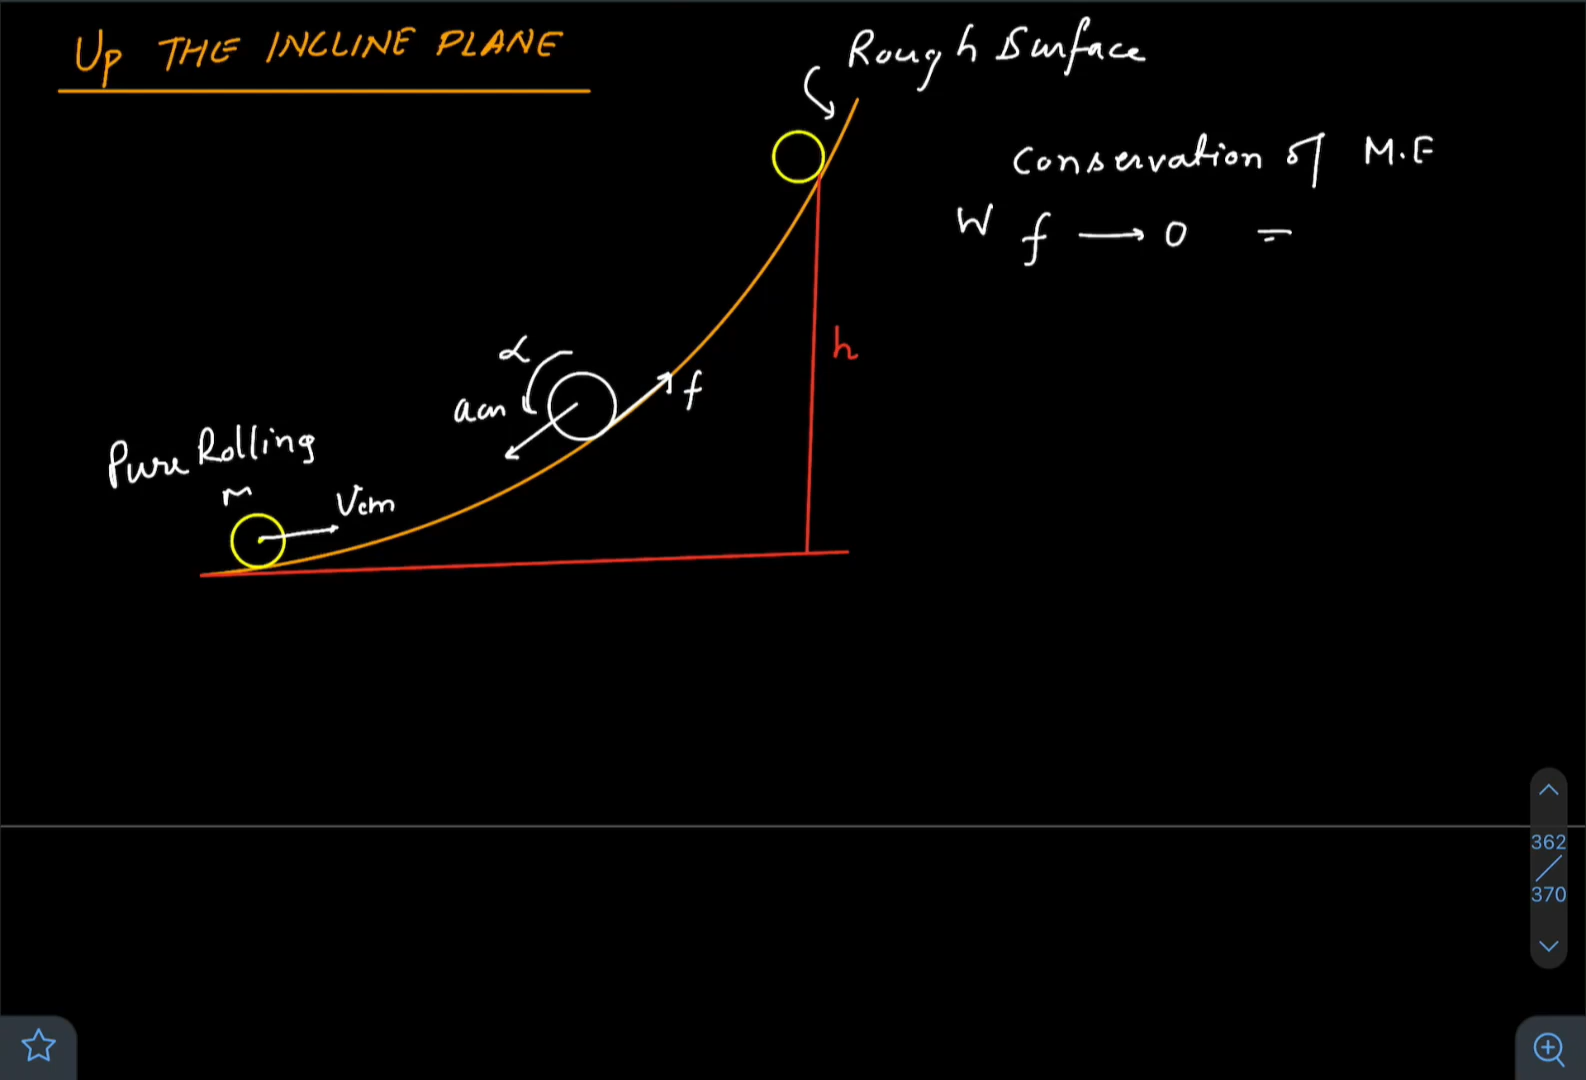 UP THE INCLINE PLANE
Rough Surface
Conservation of M.E
W f → 0 =
h
α
acm
f
Pure Rolling
M
Vcm
362
370